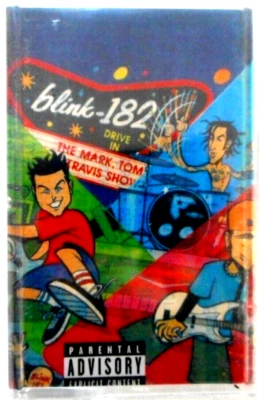 blink-182
DRIVE
IN
THE MARK, TOM
TRAVIS SHOW
PARENTAL
ADVISORY
EXPLICIT CONTENT